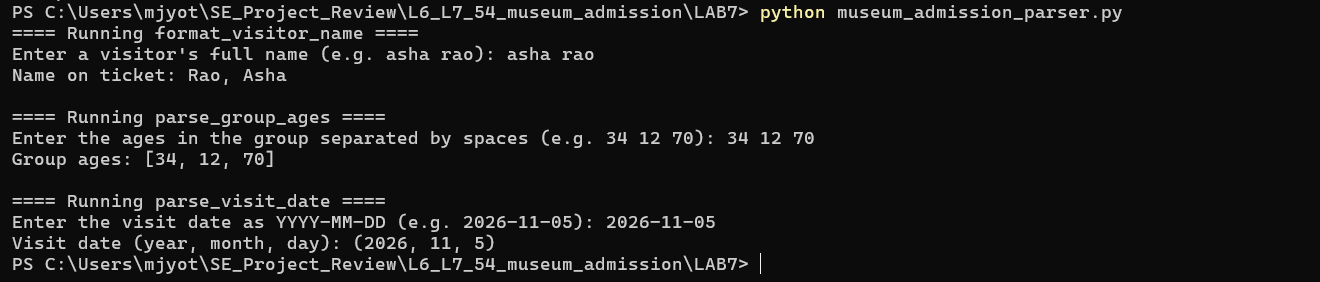 PS C:\Users\mjyot\SE_Project_Review\L6_L7_54_museum_admission\LAB7> python museum_admission_parser.py
==== Running format_visitor_name ====
Enter a visitor's full name (e.g. asha rao): asha rao
Name on ticket: Rao, Asha
==== Running parse_group_ages ====
Enter the ages in the group separated by spaces (e.g. 34 12 70): 34 12 70
Group ages: [34, 12, 70]
==== Running parse_visit_date ====
Enter the visit date as YYYY-MM-DD (e.g. 2026-11-05): 2026-11-05
Visit date (year, month, day): (2026, 11, 5)
PS C:\Users\mjyot\SE_Project_Review\L6_L7_54_museum_admission\LAB7>